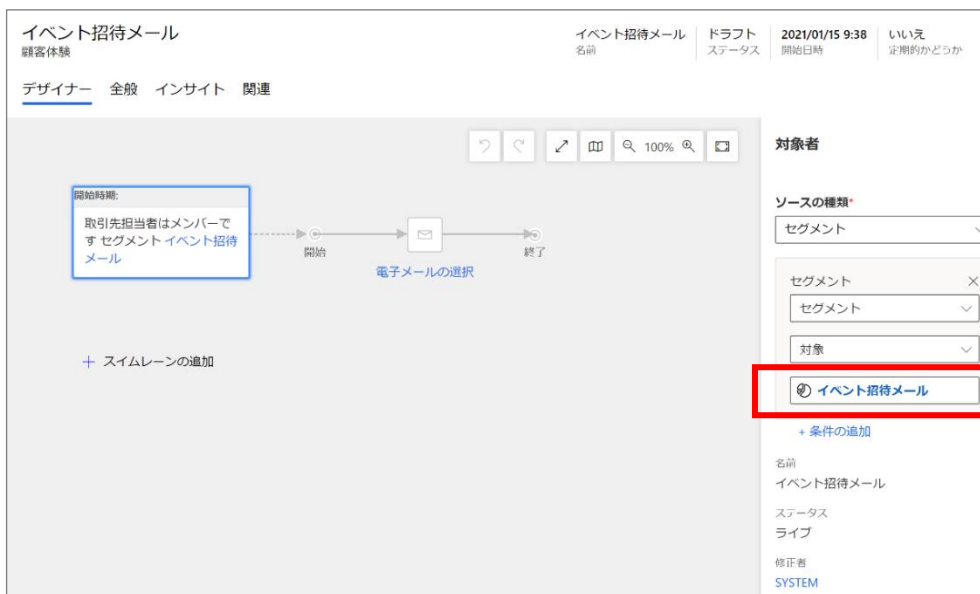 イベント招待メール
顧客体験
イベント招待メール
名前
ドラフト
ステータス
2021/01/15 9:38
開始日時
いいえ
定期的かどうか
デザイナー 全般 インサイト 関連
100%
開始時期:
取引先担当者はメンバーで
す セグメント イベント招待
メール
開始
電子メールの選択
終了
+ スイムレーンの追加
対象者
ソースの種類*
セグメント
セグメント
セグメント
対象
イベント招待メール
+ 条件の追加
名前
イベント招待メール
ステータス
ライブ
修正者
SYSTEM